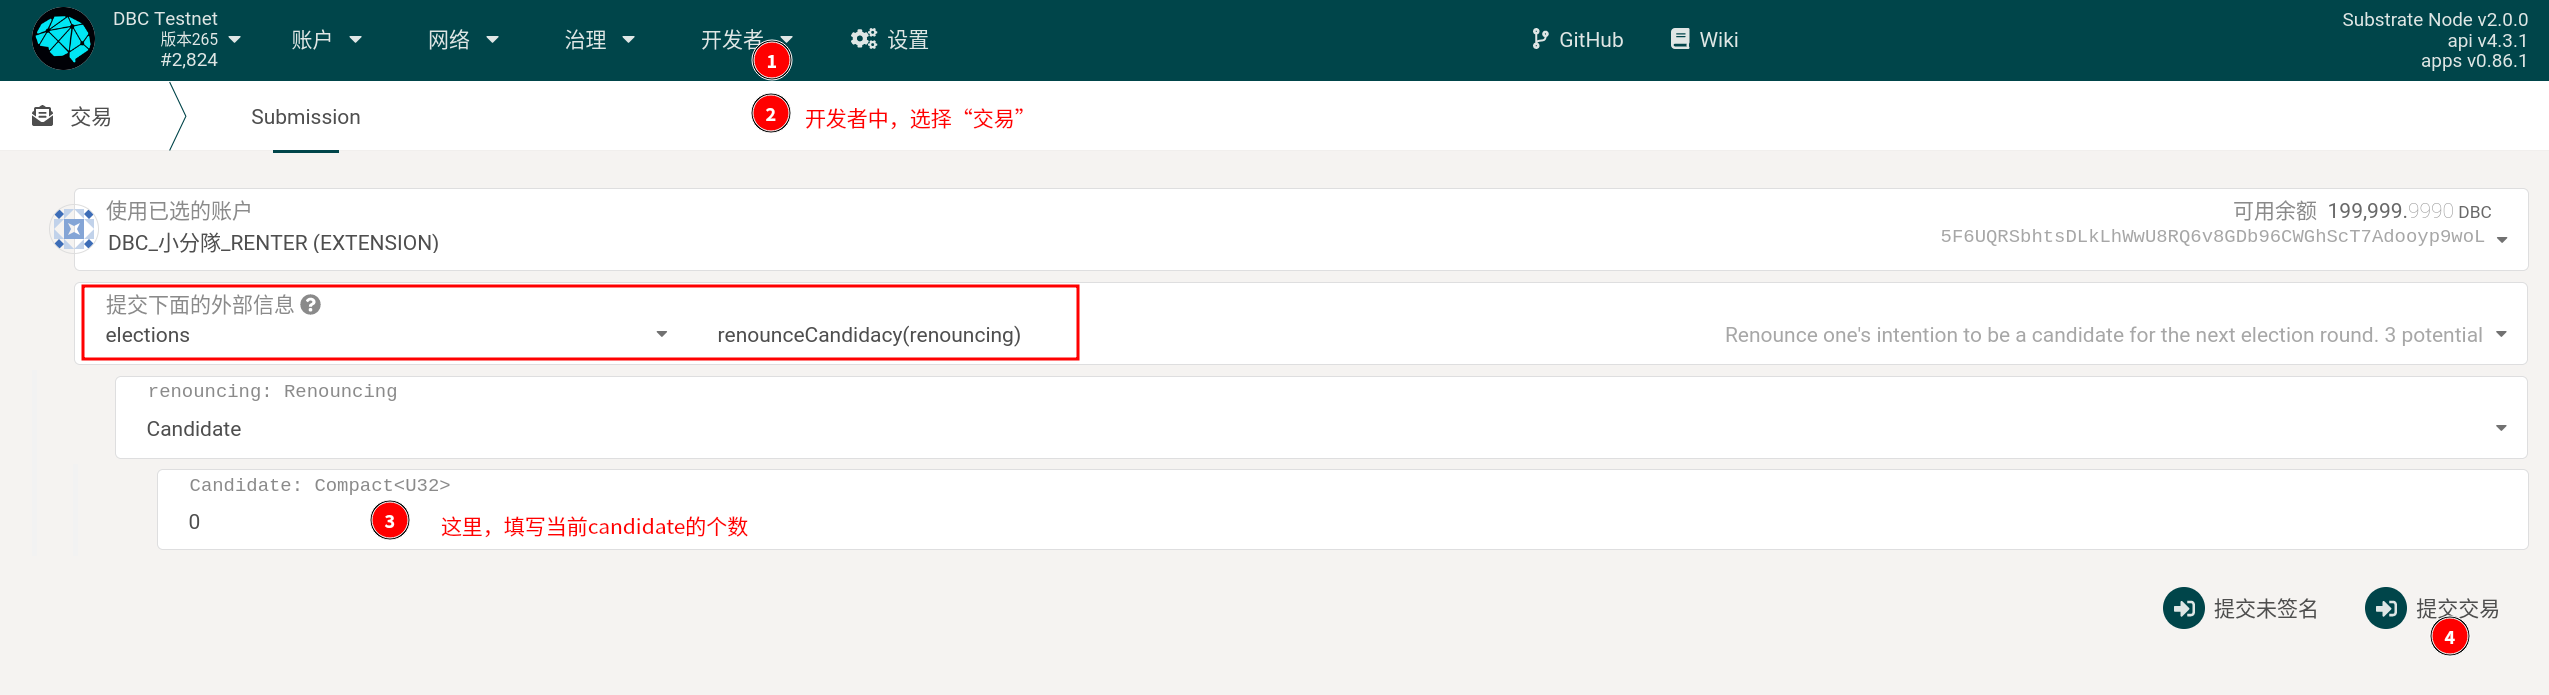 DBC Testnet
版本265
#2,824
账户
网络
治理
开发者
设置
GitHub
Wiki
Substrate Node v2.0.0
api v4.3.1
apps v0.86.1
1
交易
Submission
2
开发者中，选择“交易”
使用已选的账户
DBC_小分隊_RENTER (EXTENSION)
可用余额 199,999.9990 DBC
5F6UQRSbhtsDLkLhWwU8RQ6v8GDb96CWGhScT7Adooyp9woL
提交下面的外部信息
elections
renounceCandidacy(renouncing)
Renounce one's intention to be a candidate for the next election round. 3 potential
renouncing: Renouncing
Candidate
Candidate: Compact<U32>
0
3
这里，填写当前candidate的个数
提交未签名
提交交易
4